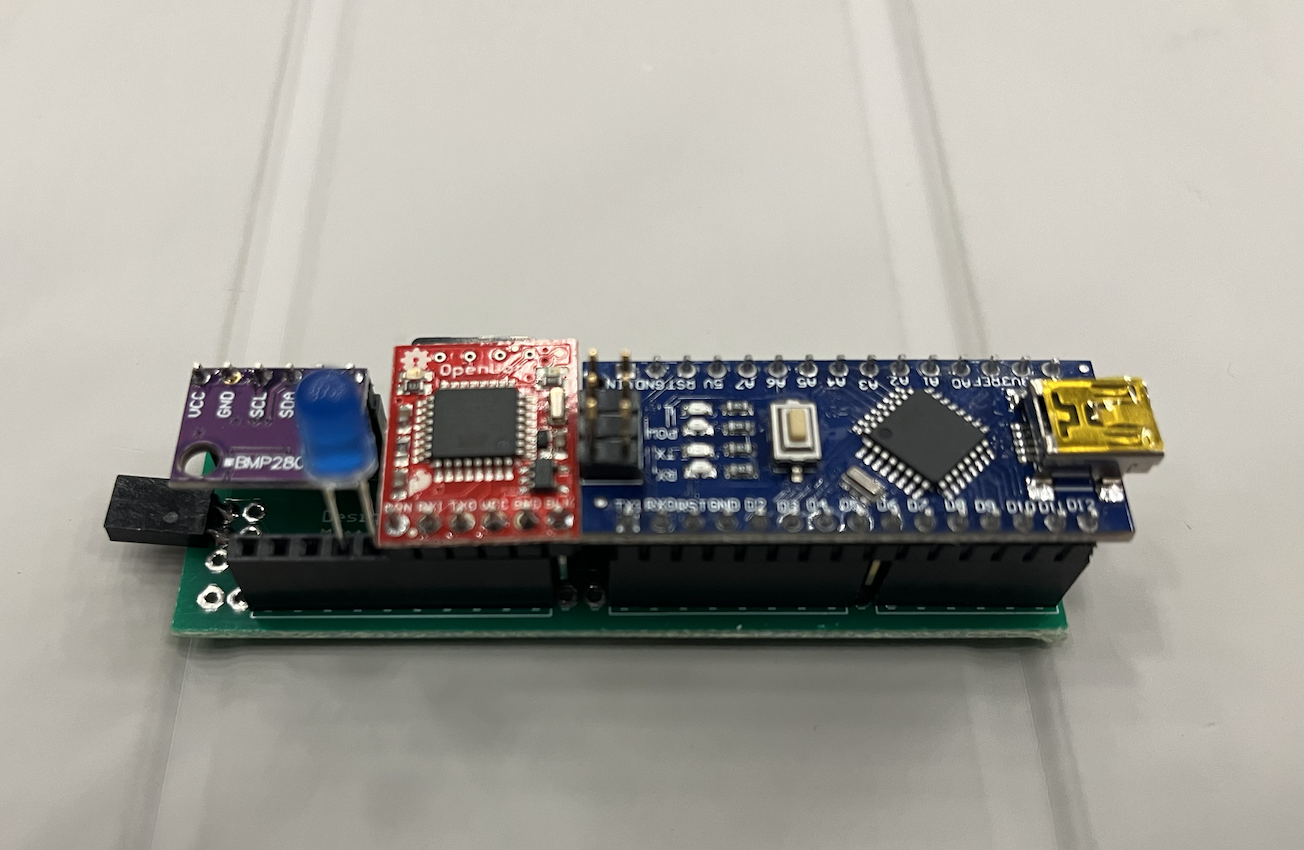 VCC
GND
SCL
SDA
BMP280
OpenLog
GRN RXI TXO VCC GND BLK
VIN GND RST 5V A7 A6 A5 A4 A3 A2 A1 A0 REF 3V3
L
POW
TX
RX
TX1 RX0 RST GND D2 D3 D4 D5 D6 D7 D8 D9 D10 D11 D12
Desi